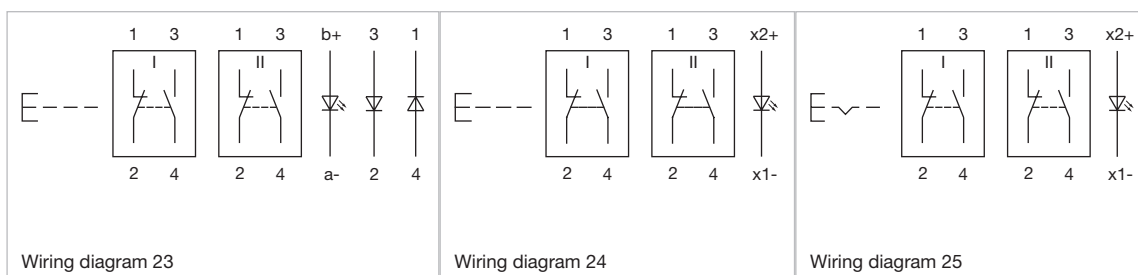 1 3 1 3 b+ 3 1
I II
2 4 2 4 a- 2 4
Wiring diagram 23
1 3 1 3 x2+
I II
2 4 2 4 x1-
Wiring diagram 24
1 3 1 3 x2+
I II
2 4 2 4 x1-
Wiring diagram 25